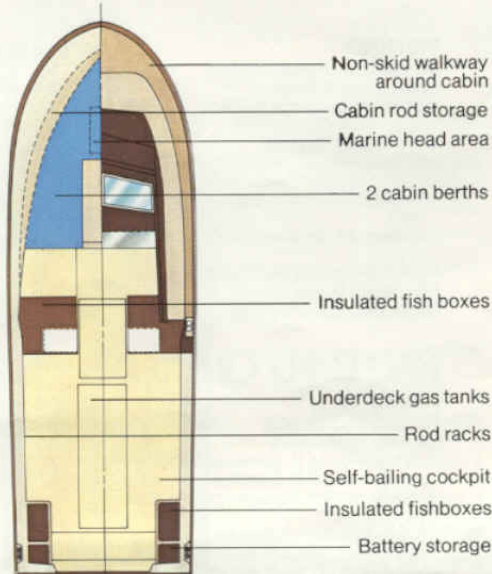 Non-skid walkway
around cabin
Cabin rod storage
Marine head area
2 cabin berths
Insulated fish boxes
Underdeck gas tanks
Rod racks
Self-bailing cockpit
Insulated fishboxes
Battery storage